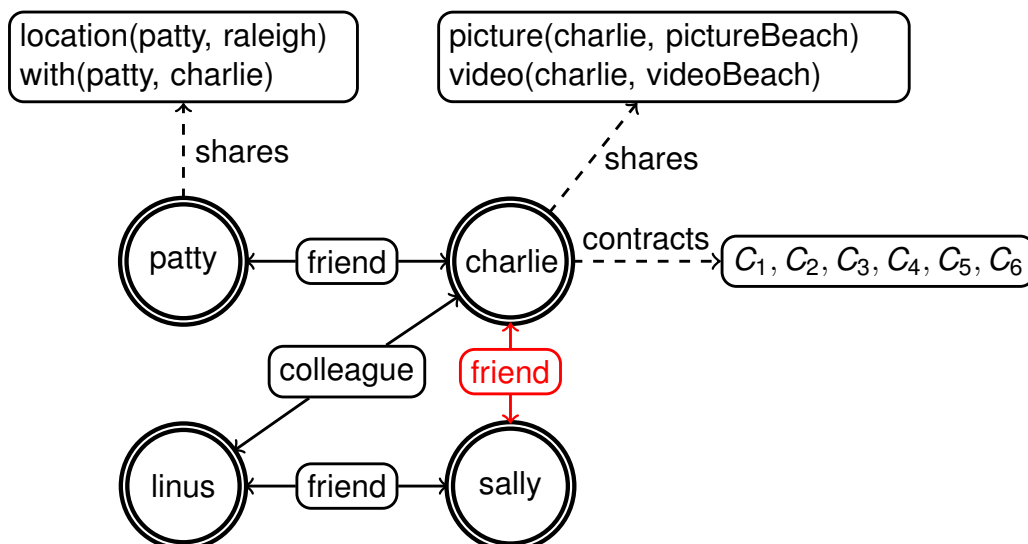 location(patty, raleigh)
with(patty, charlie)
picture(charlie, pictureBeach)
video(charlie, videoBeach)
shares
shares
patty
friend
charlie
contracts
C₁, C₂, C₃, C₄, C₅, C₆
colleague
friend
linus
friend
sally